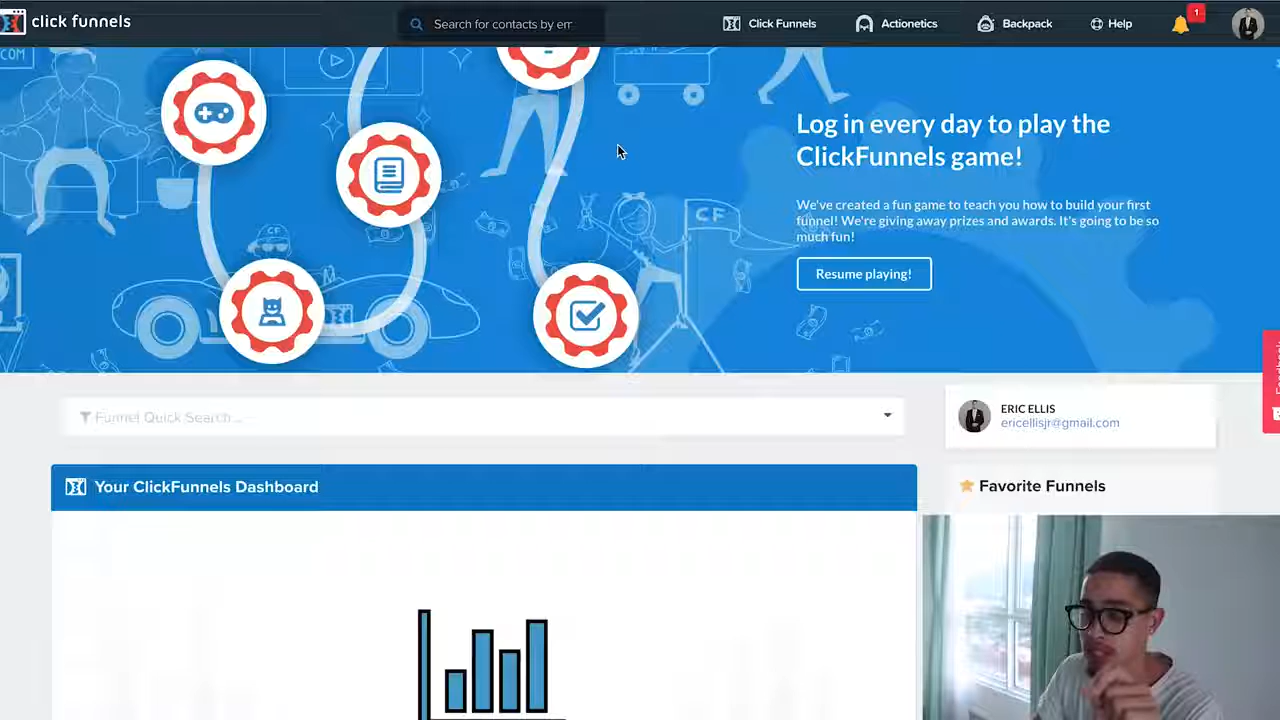 click funnels
Search for contacts by em
Click Funnels
Actionetics
Backpack
Help
1
.COM
CF
CF
Log in every day to play the
ClickFunnels game!
We've created a fun game to teach you how to build your first
funnel! We're giving away prizes and awards. It's going to be so
much fun!
Resume playing!
Funnel Quick Search ...
ERIC ELLIS
ericellisjr@gmail.com
Your ClickFunnels Dashboard
Favorite Funnels